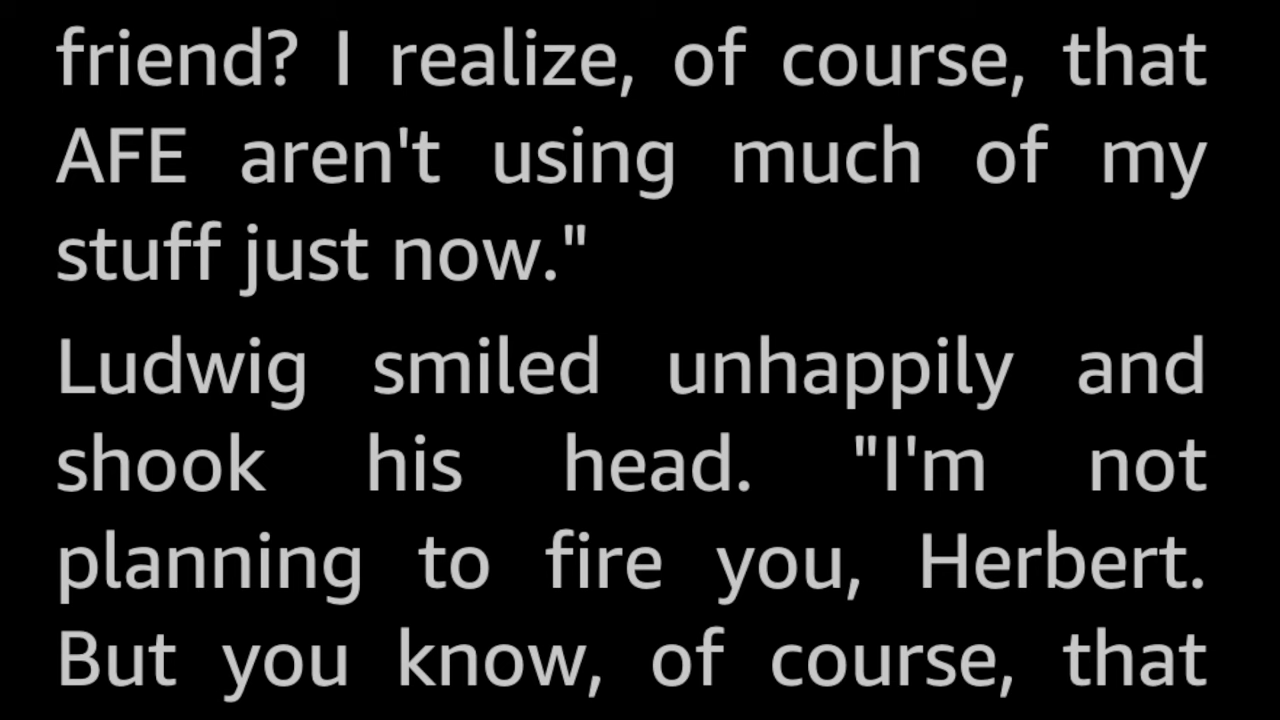 friend? I realize, of course, that
AFE aren't using much of my
stuff just now."
Ludwig smiled unhappily and
shook his head. "I'm not
planning to fire you, Herbert.
But you know, of course, that